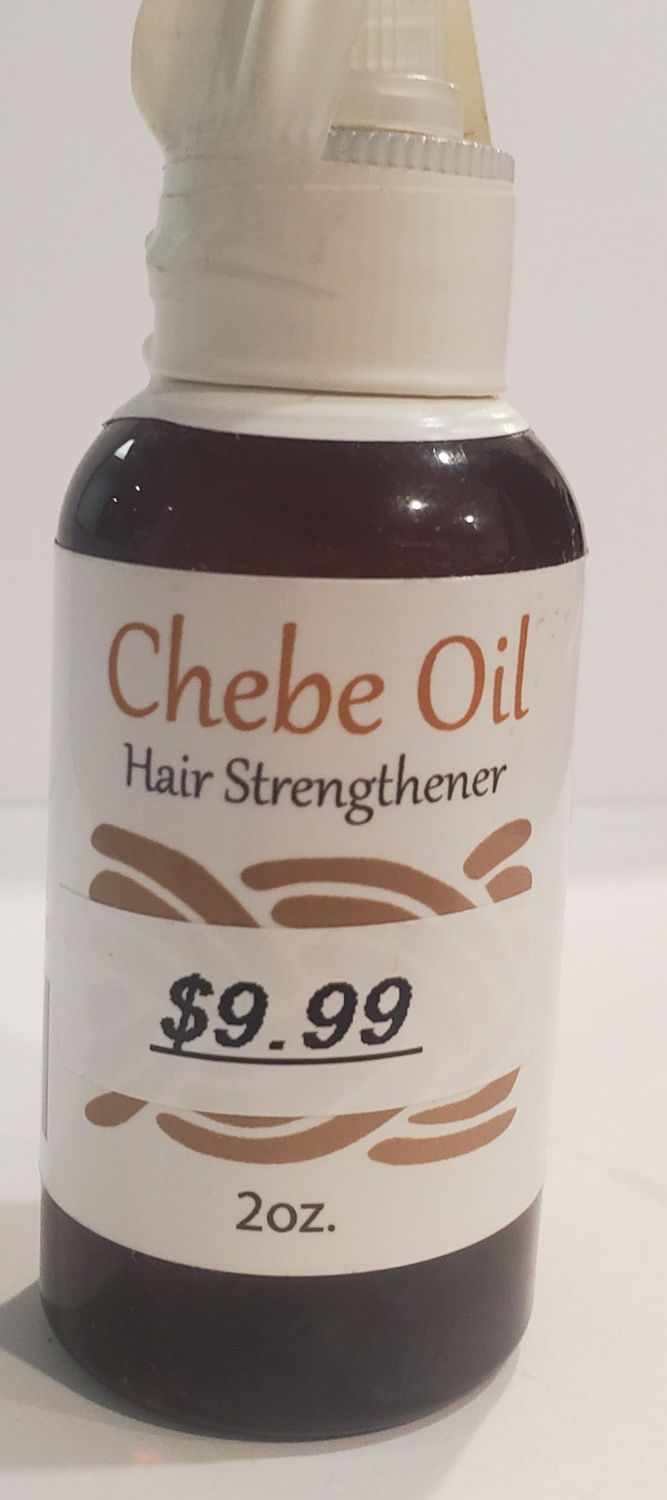 Chebe Oil
Hair Strengthener
$9.99
2oz.